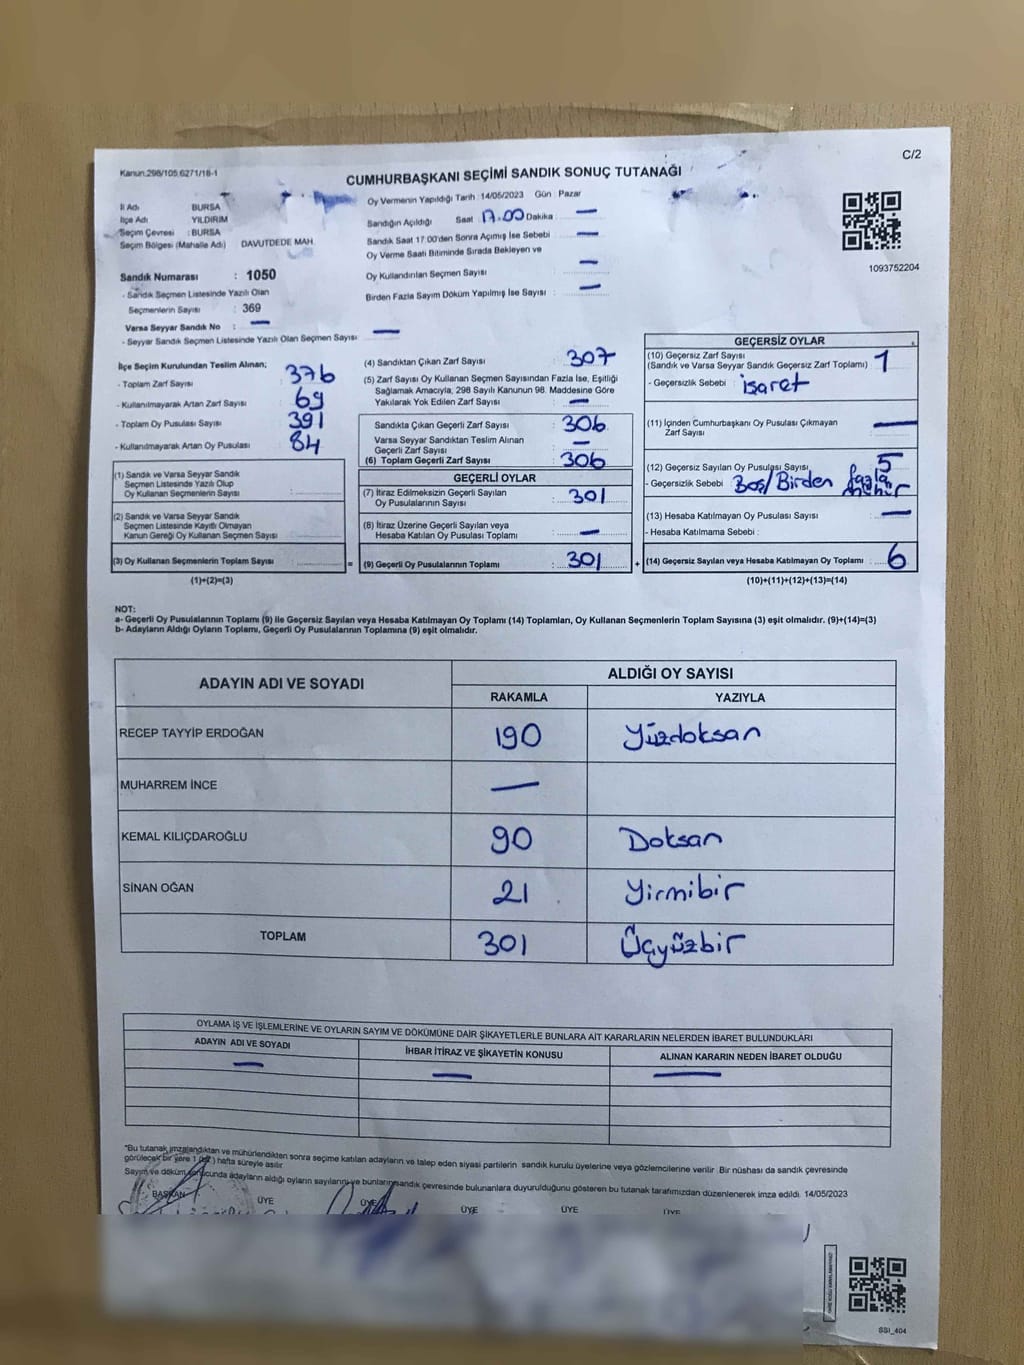 C/2
Kanun:298/105;6271/18-1
CUMHURBAŞKANI SEÇİMİ SANDIK SONUÇ TUTANAĞI
İl Adı BURSA
İlçe Adı YILDIRIM
Seçim Çevresi : BURSA
Seçim Bölgesi (Mahalle Adı) DAVUTDEDE MAH.
Oy Vermenin Yapıldığı Tarih : 14/05/2023 Gün : Pazar
Sandığın Açıldığı Saat 17.00 Dakika : —
Sandık Saat 17.00'den Sonra Açımış İse Sebebi : —
Oy Verme Saati Bitiminde Sırada Bekleyen ve
Oy Kullandırılan Seçmen Sayısı : —
Birden Fazla Sayım Döküm Yapılmış İse Sayısı : —
1093752204
Sandık Numarası : 1050
- Sandık Seçmen Listesinde Yazılı Olan
Seçmenlerin Sayısı : 369
Varsa Seyyar Sandık No : —
- Seyyar Sandık Seçmen Listesinde Yazılı Olan Seçmen Sayısı : —
İlçe Seçim Kurulundan Teslim Alınan;
- Toplam Zarf Sayısı : 376
- Kullanılmayarak Artan Zarf Sayısı : 69
- Toplam Oy Pusulası Sayısı : 391
- Kullanılmayarak Artan Oy Pusulası : 84
(1) Sandık ve Varsa Seyyar Sandık
Seçmen Listesinde Yazılı Olup
Oy Kullanan Seçmenlerin Sayısı :
(2) Sandık ve Varsa Seyyar Sandık
Seçmen Listesinde Kayıtlı Olmayan
Kanun Gereği Oy Kullanan Seçmen Sayısı :
(3) Oy Kullanan Seçmenlerin Toplam Sayısı : =
(1)+(2)=(3)
(4) Sandıktan Çıkan Zarf Sayısı : 307
(5) Zarf Sayısı Oy Kullanan Seçmen Sayısından Fazla İse, Eşitliği
Sağlamak Amacıyla, 298 Sayılı Kanunun 98. Maddesine Göre
Yakılarak Yok Edilen Zarf Sayısı : —
Sandıkta Çıkan Geçerli Zarf Sayısı : 306
Varsa Seyyar Sandıktan Teslim Alınan
Geçerli Zarf Sayısı : —
(6) Toplam Geçerli Zarf Sayısı : 306
GEÇERLİ OYLAR
(7) İtiraz Edilmeksizin Geçerli Sayılan
Oy Pusulalarının Sayısı : 301
(8) İtiraz Üzerine Geçerli Sayılan veya
Hesaba Katılan Oy Pusulası Toplamı : —
(9) Geçerli Oy Pusulalarının Toplamı : 301 +
GEÇERSİZ OYLAR
(10) Geçersiz Zarf Sayısı
(Sandık ve Varsa Seyyar Sandık Geçersiz Zarf Toplamı) : 1
- Geçersizlik Sebebi : işaret
(11) İçinden Cumhurbaşkanı Oy Pusulası Çıkmayan
Zarf Sayısı : —
(12) Geçersiz Sayılan Oy Pusulası Sayısı : 5
- Geçersizlik Sebebi : Boş/Birden fazla mühür
(13) Hesaba Katılmayan Oy Pusulası Sayısı : —
- Hesaba Katılmama Sebebi :
(14) Geçersiz Sayılan veya Hesaba Katılmayan Oy Toplamı : 6
(10)+(11)+(12)+(13)=(14)
NOT:
a- Geçerli Oy Pusulalarının Toplamı (9) ile Geçersiz Sayılan veya Hesaba Katılmayan Oy Toplamı (14) Toplamları, Oy Kullanan Seçmenlerin Toplam Sayısına (3) eşit olmalıdır. (9)+(14)=(3)
b- Adayların Aldığı Oyların Toplamı, Geçerli Oy Pusulalarının Toplamına (9) eşit olmalıdır.
ADAYIN ADI VE SOYADI ALDIĞI OY SAYISI
RAKAMLA YAZIYLA
RECEP TAYYİP ERDOĞAN 190 Yüzdoksan
MUHARREM İNCE —
KEMAL KILIÇDAROĞLU 90 Doksan
SİNAN OĞAN 21 Yirmibir
TOPLAM 301 Üçyüzbir
OYLAMA İŞ VE İŞLEMLERİNE VE OYLARIN SAYIM VE DÖKÜMÜNE DAİR ŞİKAYETLERLE BUNLARA AİT KARARLARIN NELERDEN İBARET BULUNDUKLARI
ADAYIN ADI VE SOYADI İHBAR İTİRAZ VE ŞİKAYETİN KONUSU ALINAN KARARIN NEDEN İBARET OLDUĞU
— — —
"Bu tutanak imzalandıktan ve mühürlendikten sonra seçime katılan adayların ve talep eden siyasi partilerin sandık kurulu üyelerine veya gözlemcilerine verilir. Bir nüshası da sandık çevresinde
görülecek bir yere 1 hafta süreyle asılır
Sayım ve döküm sonucunda adayların aldığı oyların sayılarını ve bunların sandık çevresinde bulunanlara duyurulduğunu gösteren bu tutanak tarafımızdan düzenlenerek imza edildi. 14/05/2023
BAŞKAN ÜYE ÜYE ÜYE ÜYE ÜYE
SSI_404